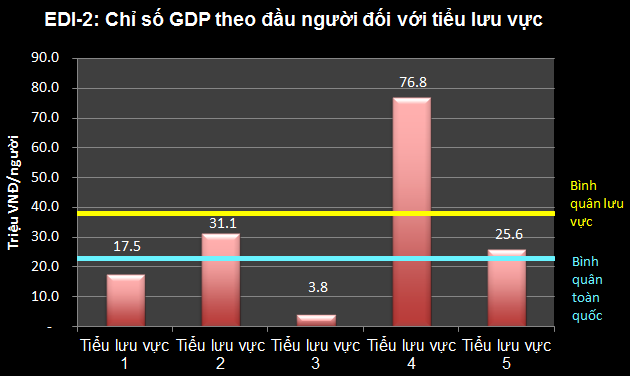 EDI-2: Chỉ số GDP theo đầu người đối với tiểu lưu vực
Triệu VNĐ/người
90.0
80.0
70.0
60.0
50.0
40.0
30.0
20.0
10.0
-
17.5
31.1
3.8
76.8
25.6
Tiểu lưu vực
1
Tiểu lưu vực
2
Tiểu lưu vực
3
Tiểu lưu vực
4
Tiểu lưu vực
5
Bình
quân lưu
vực
Bình
quân
toàn
quốc